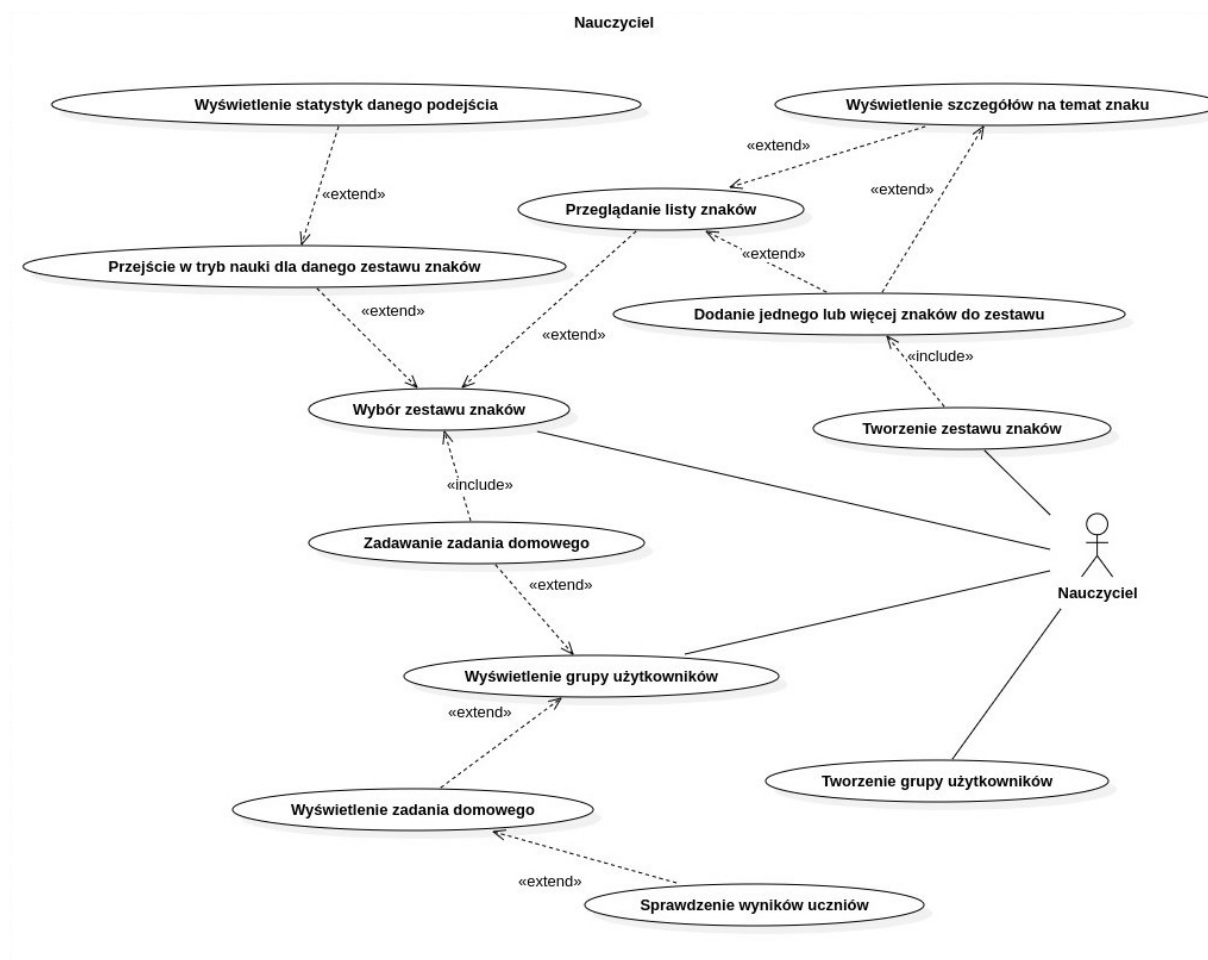 Nauczyciel
Wyświetlenie statystyk danego podejścia
Wyświetlenie szczegółów na temat znaku
«extend»
«extend»
«extend»
Przeglądanie listy znaków
«extend»
Przejście w tryb nauki dla danego zestawu znaków
«extend»
Dodanie jednego lub więcej znaków do zestawu
«extend»
«include»
Wybór zestawu znaków
Tworzenie zestawu znaków
«include»
Zadawanie zadania domowego
«extend»
Nauczyciel
Wyświetlenie grupy użytkowników
«extend»
Tworzenie grupy użytkowników
Wyświetlenie zadania domowego
«extend»
Sprawdzenie wyników uczniów